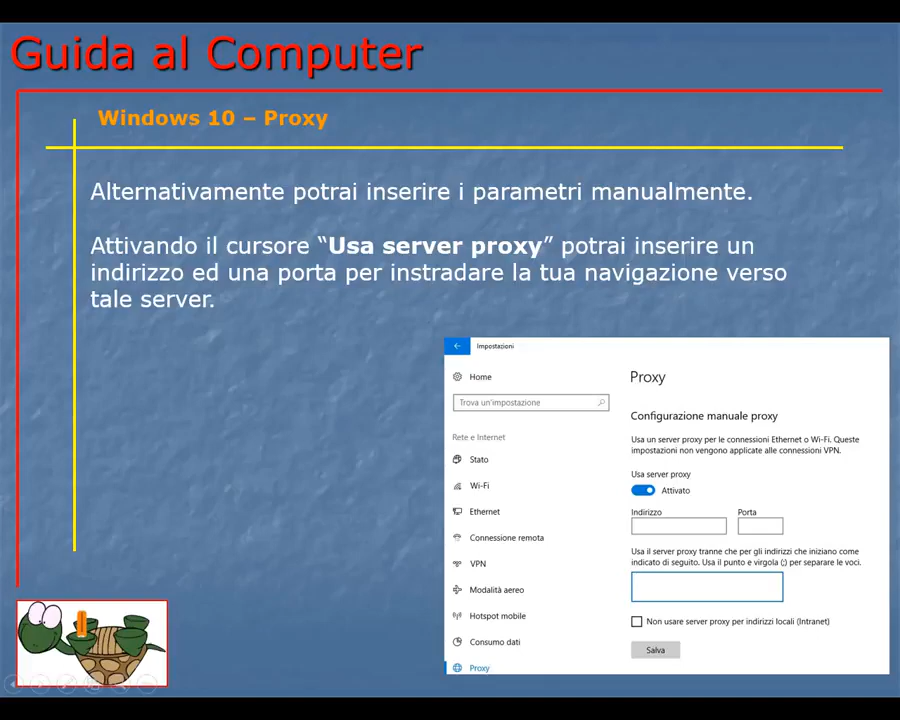 Guida al Computer
Windows 10 – Proxy
Alternativamente potrai inserire i parametri manualmente.
Attivando il cursore “Usa server proxy” potrai inserire un
indirizzo ed una porta per instradare la tua navigazione verso
tale server.
Impostazioni
Home
Trova un'impostazione
Rete e Internet
Stato
Wi-Fi
Ethernet
Connessione remota
VPN
Modalità aereo
Hotspot mobile
Consumo dati
Proxy
Proxy
Configurazione manuale proxy
Usa un server proxy per le connessioni Ethernet o Wi-Fi. Queste
impostazioni non vengono applicate alle connessioni VPN.
Usa server proxy
Attivato
Indirizzo Porta
Usa il server proxy tranne che per gli indirizzi che iniziano come
indicato di seguito. Usa il punto e virgola (;) per separare le voci.
Non usare server proxy per indirizzi locali (Intranet)
Salva